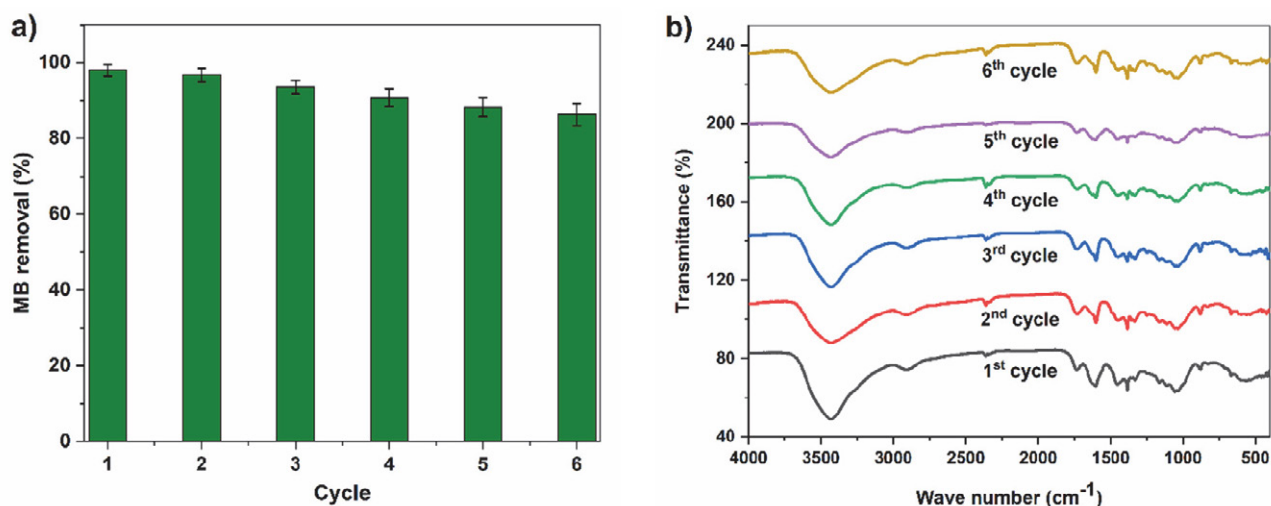 a)
MB removal (%)
100
80
60
40
20
0
1 2 3 4 5 6
Cycle
b)
Transmittance (%)
240
200
160
120
80
40
6th cycle
5th cycle
4th cycle
3rd cycle
2nd cycle
1st cycle
4000 3500 3000 2500 2000 1500 1000 500
Wave number (cm⁻¹)